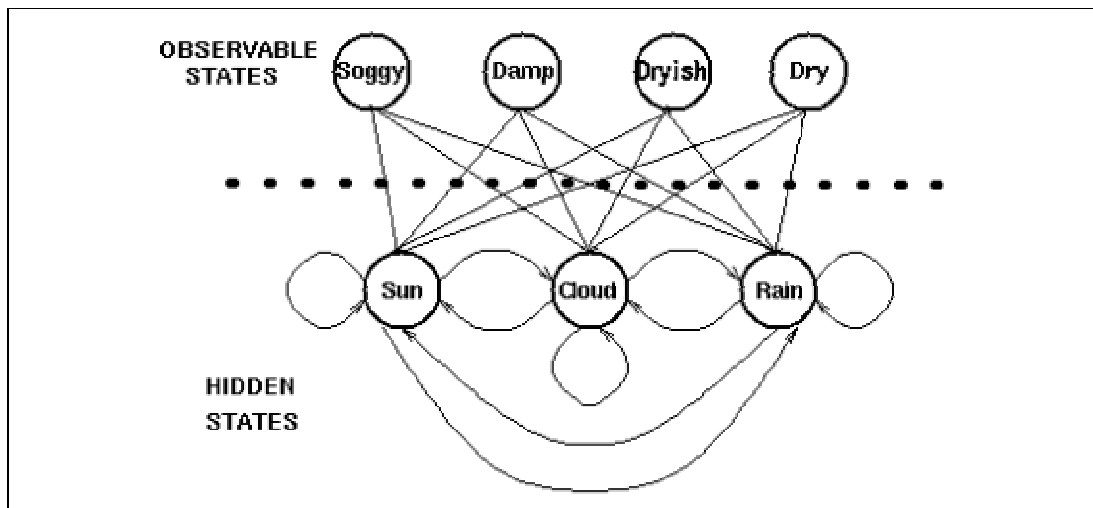 OBSERVABLE
STATES
Soggy
Damp
Dryish
Dry
Sun
Cloud
Rain
HIDDEN
STATES